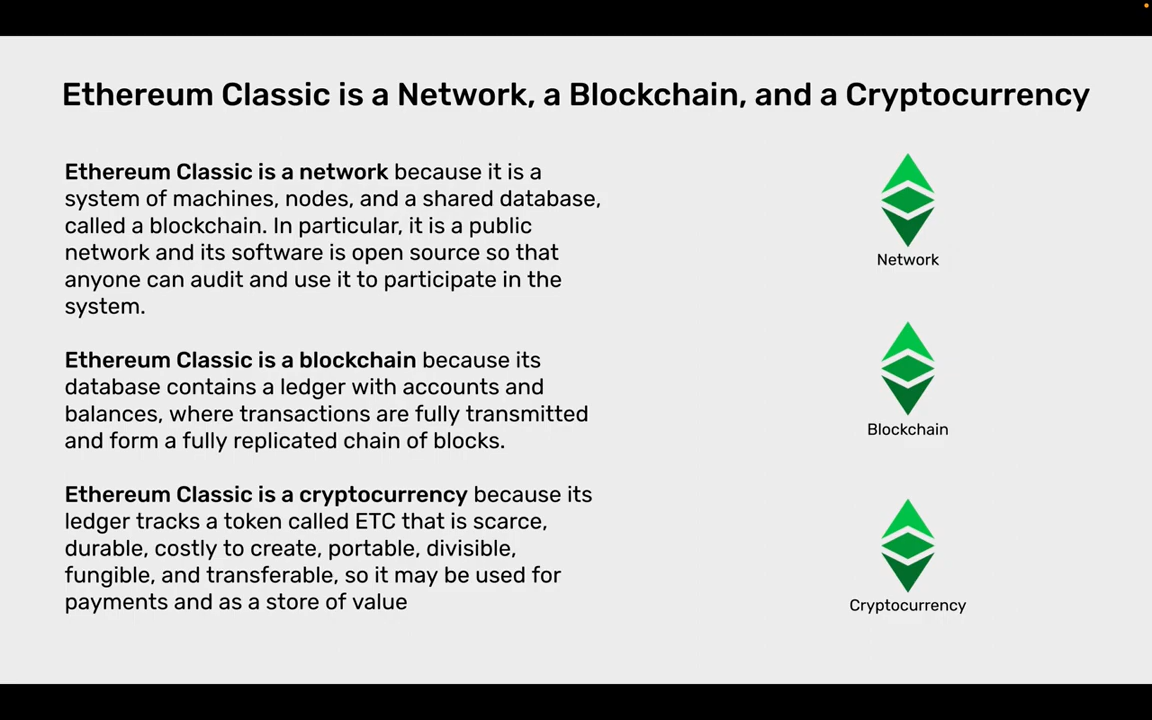 Ethereum Classic is a Network, a Blockchain, and a Cryptocurrency
Ethereum Classic is a network because it is a
system of machines, nodes, and a shared database,
called a blockchain. In particular, it is a public
network and its software is open source so that
anyone can audit and use it to participate in the
system.
Ethereum Classic is a blockchain because its
database contains a ledger with accounts and
balances, where transactions are fully transmitted
and form a fully replicated chain of blocks.
Ethereum Classic is a cryptocurrency because its
ledger tracks a token called ETC that is scarce,
durable, costly to create, portable, divisible,
fungible, and transferable, so it may be used for
payments and as a store of value
Network
Blockchain
Cryptocurrency